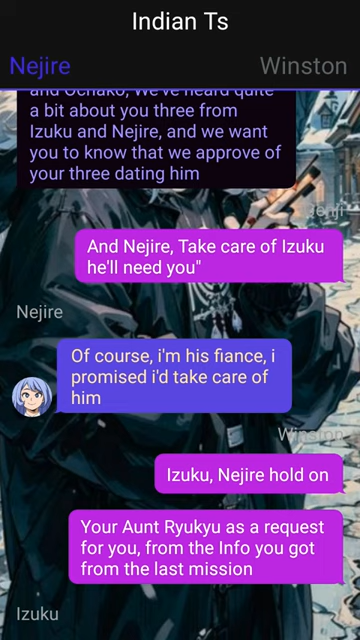 Indian Ts
Nejire Winston
and Ochako, We've heard quite
a bit about you three from
Izuku and Nejire, and we want
you to know that we approve of
your three dating him
Jenji
And Nejire, Take care of Izuku
he'll need you"
Nejire
Of course, i'm his fiance, i
promised i'd take care of
him
Winston
Izuku, Nejire hold on
Your Aunt Ryukyu as a request
for you, from the Info you got
from the last mission
Izuku